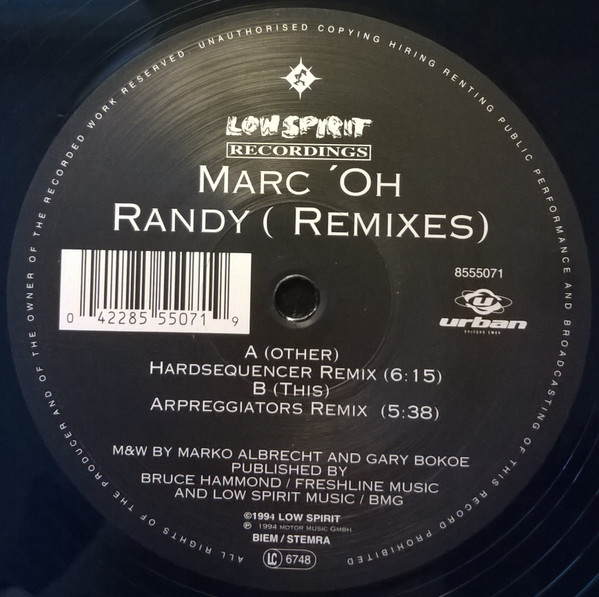 ALL RIGHTS OF THE PRODUCER AND OF THE OWNER OF THE RECORDED WORK RESERVED. UNAUTHORISED COPYING HIRING RENTING PUBLIC PERFORMANCE AND BROADCASTING OF THIS RECORD PROHIBITED
LOW SPIRIT
RECORDINGS
MARC ´OH
RANDY ( REMIXES)
0 42285 55071 9
8555071
u
urban
A (OTHER)
HARDSEQUENCER REMIX (6:15)
B (THIS)
ARPREGGIATORS REMIX (5:38)
M&W BY MARKO ALBRECHT AND GARY BOKOE
PUBLISHED BY
BRUCE HAMMOND / FRESHLINE MUSIC
AND LOW SPIRIT MUSIC / BMG
©1994 LOW SPIRIT
℗ 1994 MOTOR MUSIC GMBH
BIEM / STEMRA
LC 6748